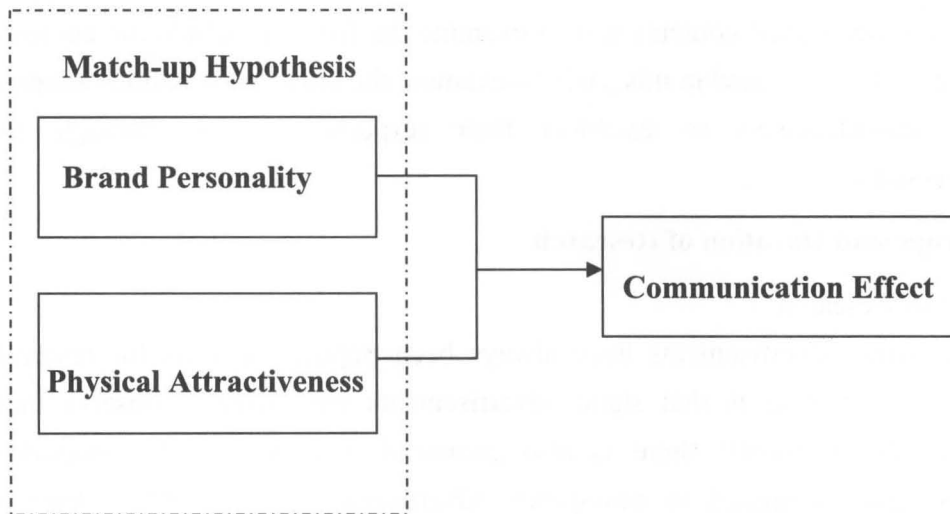 Match-up Hypothesis
Brand Personality
Communication Effect
Physical Attractiveness